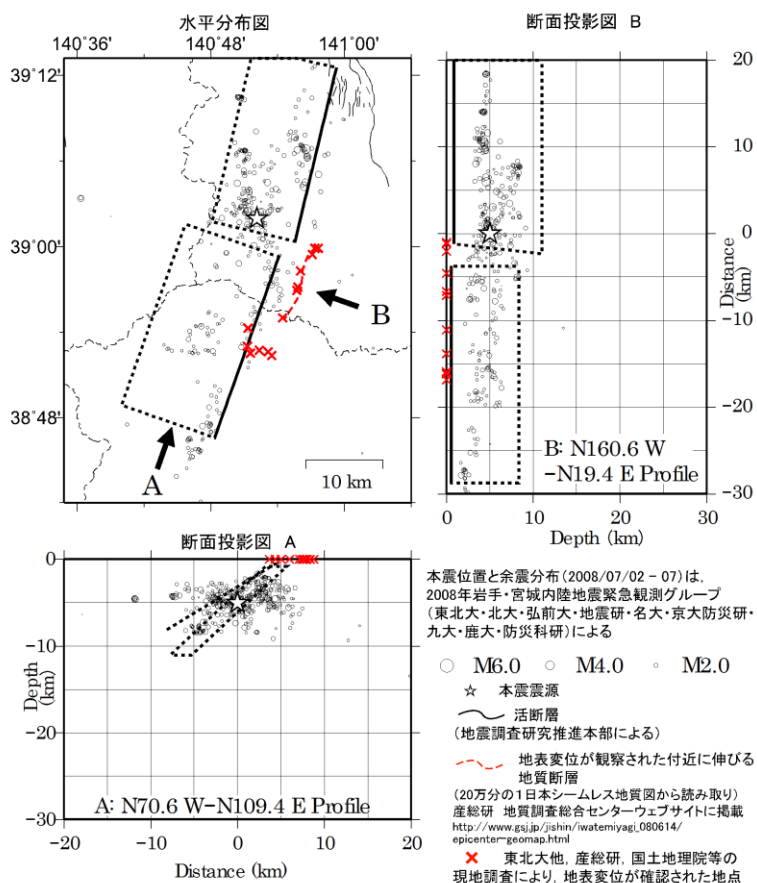 水平分布図
140˚36'
140˚48'
141˚00'
39˚12'
39˚00'
38˚48'
B
A
10 km
断面投影図 B
20
10
0
−10
−20
−30
Distance (km)
B: N160.6 W
−N19.4 E Profile
0
10
20
30
Depth (km)
断面投影図 A
0
−10
−20
−30
Depth (km)
A: N70.6 W−N109.4 E Profile
−20
−10
0
10
20
Distance (km)
本震位置と余震分布(2008/07/02 − 07)は,
2008年岩手・宮城内陸地震緊急観測グループ
(東北大・北大・弘前大・地震研・名大・京大防災研・
九大・鹿大・防災科研)による
M6.0 M4.0 M2.0
本震震源
活断層
(地震調査研究推進本部による)
地表変位が観察された付近に伸びる
地質断層
(20万分の1日本シームレス地質図から読み取り)
産総研 地質調査総合センターウェブサイトに掲載
http://www.gsj.jp/jishin/iwatemiyagi_080614/
epicenter−geomap.html
東北大他, 産総研, 国土地理院等の
現地調査により, 地表変位が確認された地点